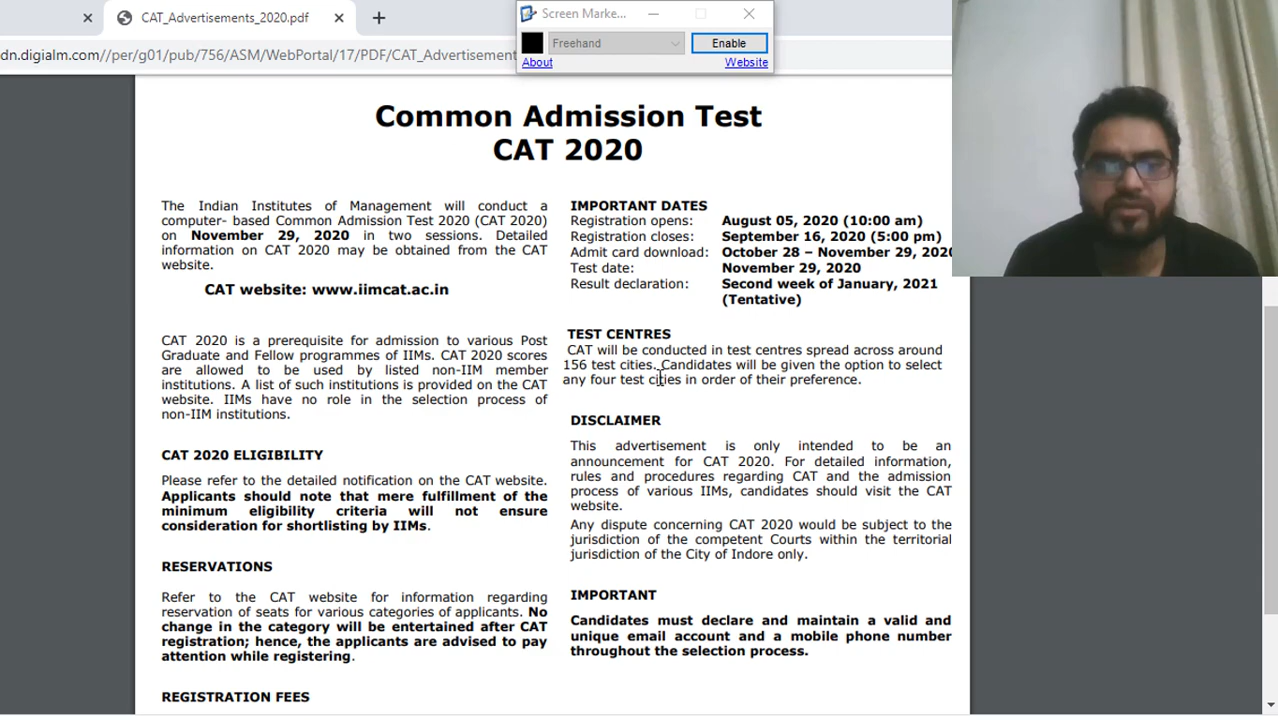 CAT_Advertisements_2020.pdf
Screen Marke...
Freehand
Enable
About
Website
dn.digialm.com//per/g01/pub/756/ASM/WebPortal/17/PDF/CAT_Advertisement
Common Admission Test
CAT 2020
The Indian Institutes of Management will conduct a
computer- based Common Admission Test 2020 (CAT 2020)
on November 29, 2020 in two sessions. Detailed
information on CAT 2020 may be obtained from the CAT
website.
CAT website: www.iimcat.ac.in
CAT 2020 is a prerequisite for admission to various Post
Graduate and Fellow programmes of IIMs. CAT 2020 scores
are allowed to be used by listed non-IIM member
institutions. A list of such institutions is provided on the CAT
website. IIMs have no role in the selection process of
non-IIM institutions.
CAT 2020 ELIGIBILITY
Please refer to the detailed notification on the CAT website.
Applicants should note that mere fulfillment of the
minimum eligibility criteria will not ensure
consideration for shortlisting by IIMs.
RESERVATIONS
Refer to the CAT website for information regarding
reservation of seats for various categories of applicants. No
change in the category will be entertained after CAT
registration; hence, the applicants are advised to pay
attention while registering.
REGISTRATION FEES
IMPORTANT DATES
Registration opens: August 05, 2020 (10:00 am)
Registration closes: September 16, 2020 (5:00 pm)
Admit card download: October 28 – November 29, 2020
Test date: November 29, 2020
Result declaration: Second week of January, 2021
(Tentative)
TEST CENTRES
CAT will be conducted in test centres spread across around
156 test cities. Candidates will be given the option to select
any four test cities in order of their preference.
DISCLAIMER
This advertisement is only intended to be an
announcement for CAT 2020. For detailed information,
rules and procedures regarding CAT and the admission
process of various IIMs, candidates should visit the CAT
website.
Any dispute concerning CAT 2020 would be subject to the
jurisdiction of the competent Courts within the territorial
jurisdiction of the City of Indore only.
IMPORTANT
Candidates must declare and maintain a valid and
unique email account and a mobile phone number
throughout the selection process.